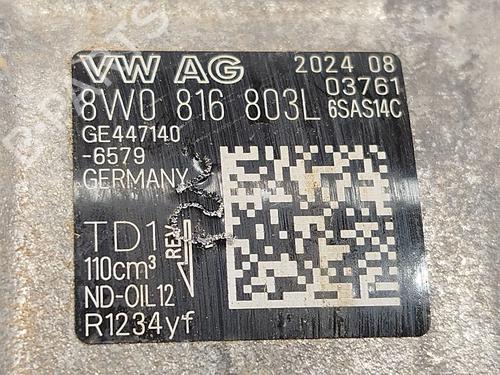 VW AG 2024 08
03761
8W0 816 803L 6SAS14C
GE447140
-6579
GERMANY
TD1 REV
110cm³
ND-OIL12
R1234yf